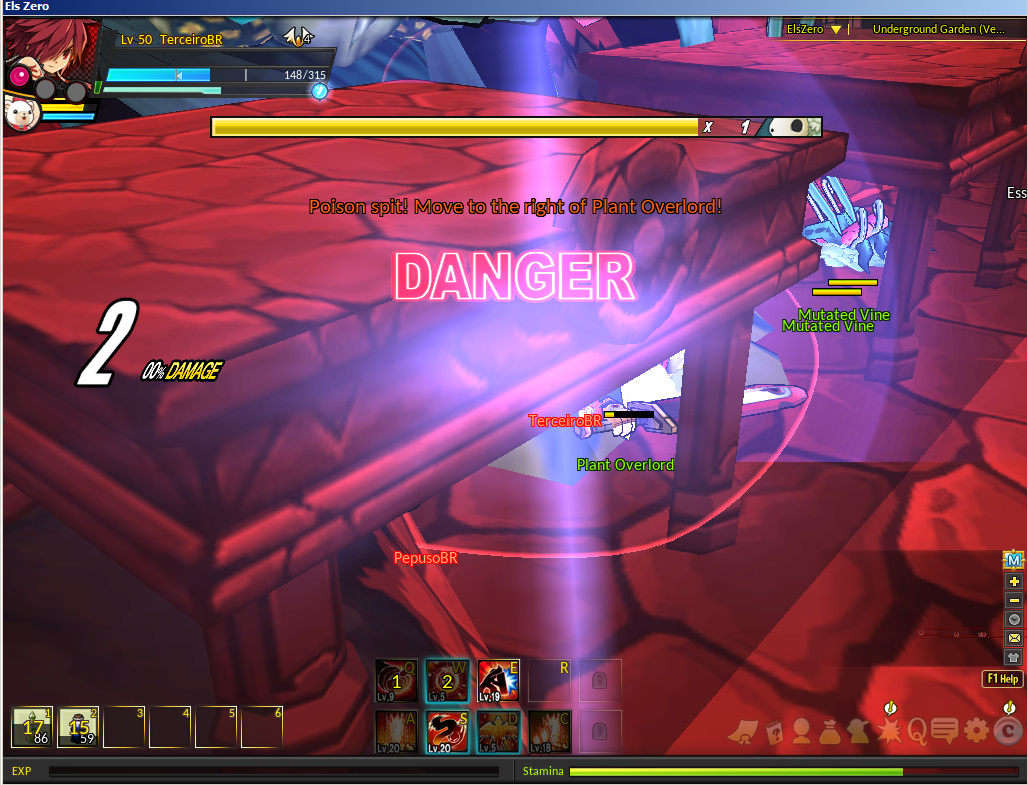 Els Zero
Lv 50 TerceiroBR
4
ElsZero
Underground Garden (Ve...
148/315
x 1
Ess
Poison spit! Move to the right of Plant Overlord!
DANGER
Mutated Vine
Mutated Vine
2 00% DAMAGE
TerceiroBR
Plant Overlord
PepusoBR
M
F1 Help
Q W E R
1 2
Lv.9 Lv.5 Lv.19
A S D C
Lv.20 Lv.20 Lv.5 Lv.18
1 2 3 4 5 6
17 15
86 59
Q
C
EXP
Stamina